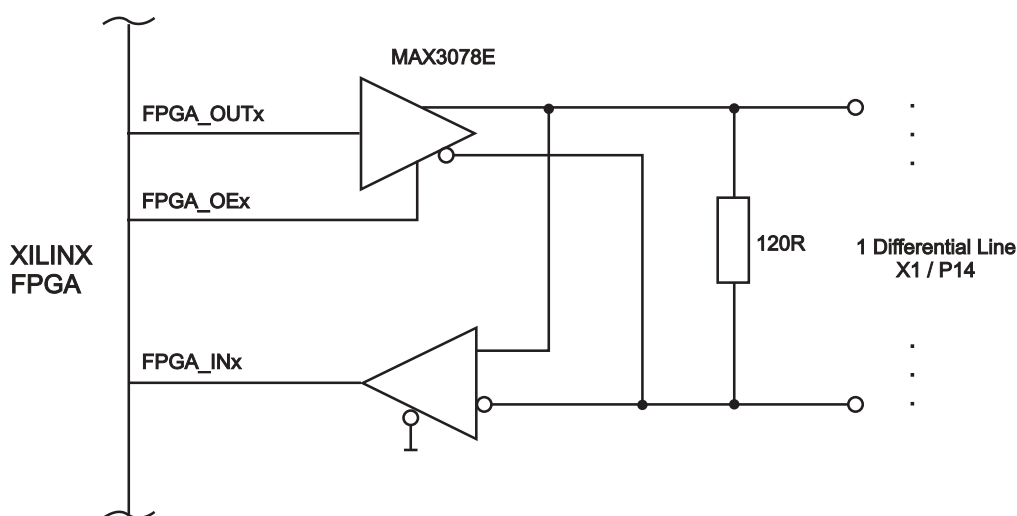 MAX3078E
FPGA_OUTx
FPGA_OEx
XILINX
FPGA
120R
1 Differential Line
X1 / P14
FPGA_INx